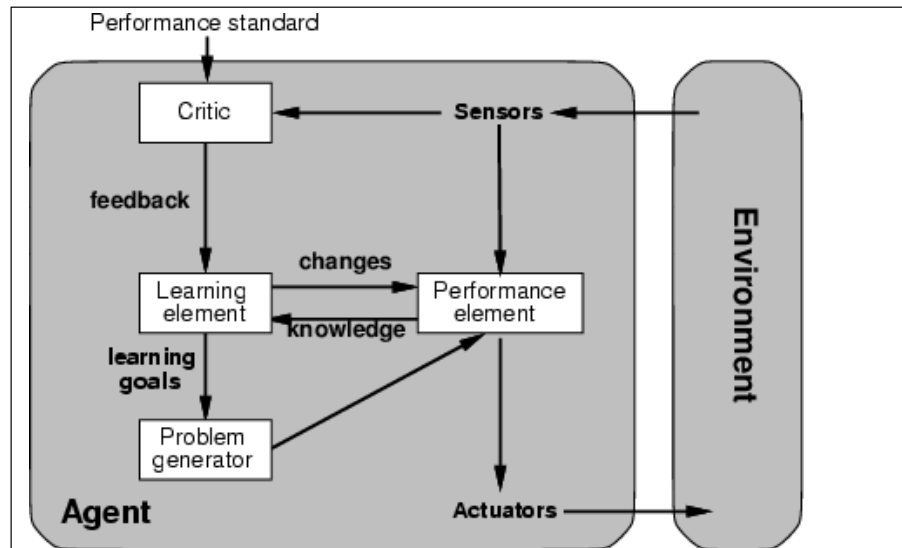 Performance standard
Critic
Sensors
feedback
changes
Learning
element
Performance
element
knowledge
learning
goals
Problem
generator
Agent
Actuators
Environment